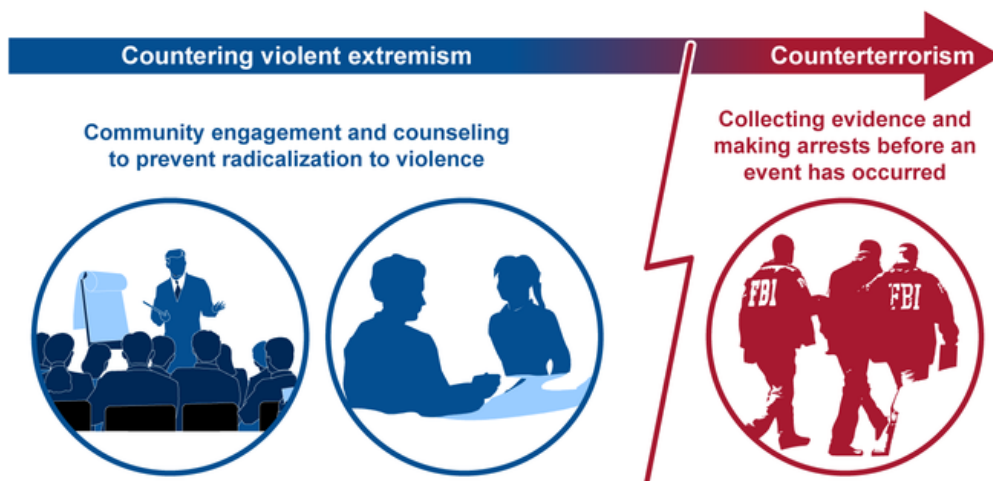 Countering violent extremism
Counterterrorism
Community engagement and counseling
to prevent radicalization to violence
Collecting evidence and
making arrests before an
event has occurred
FBI
FBI